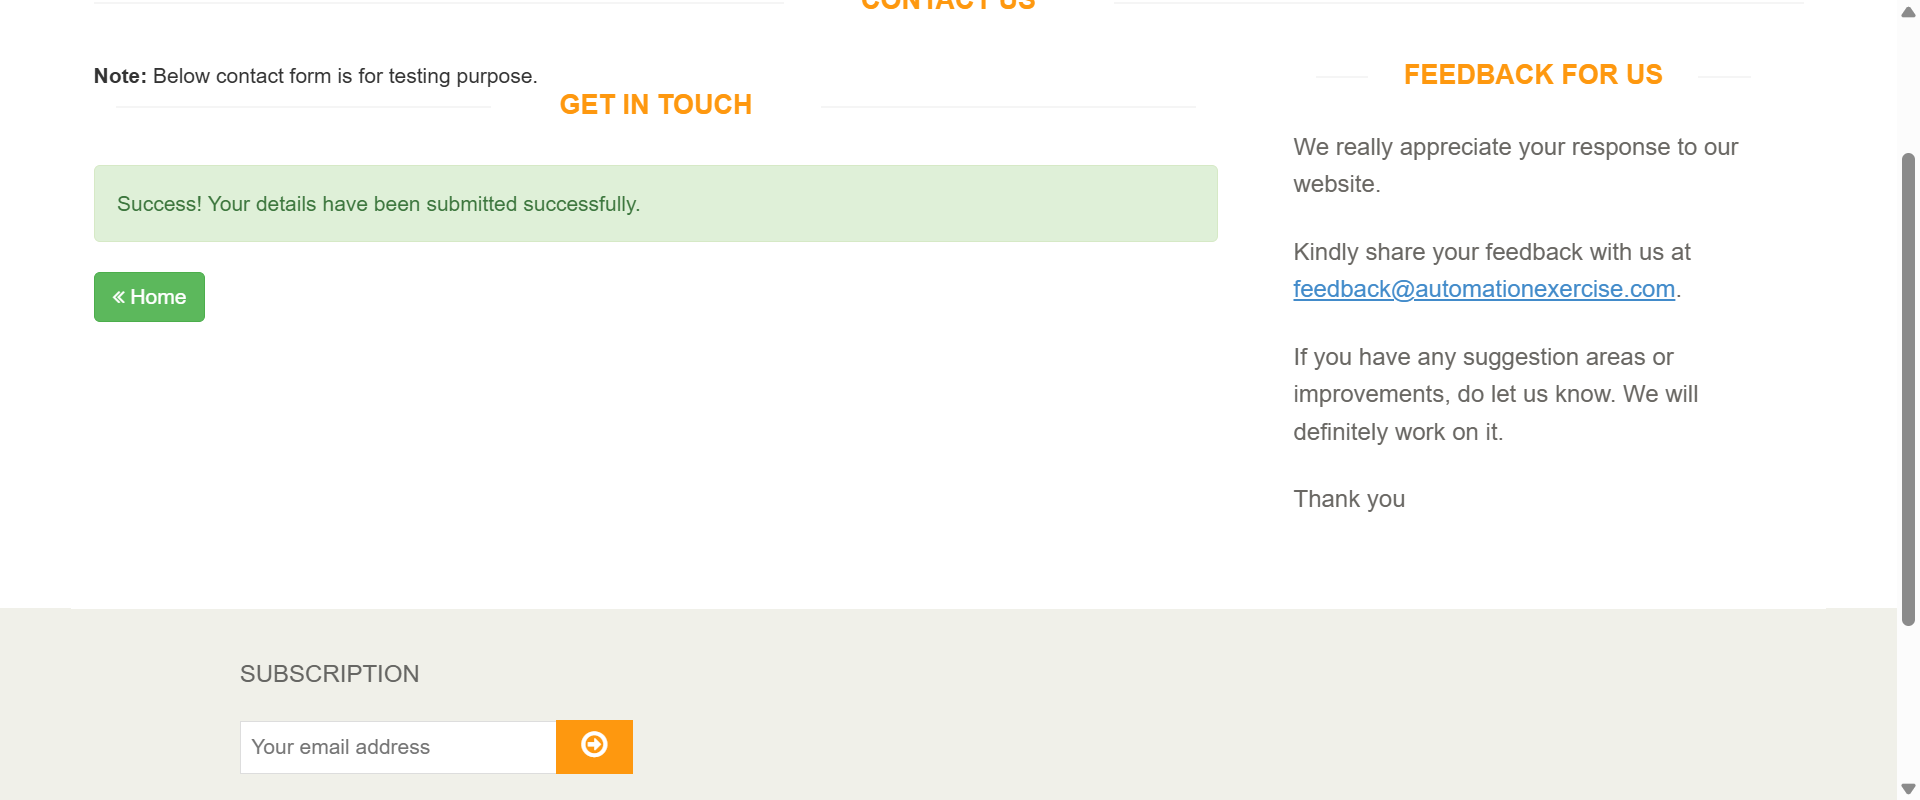 CONTACT US
Note: Below contact form is for testing purpose.
GET IN TOUCH
Success! Your details have been submitted successfully.
« Home
FEEDBACK FOR US
We really appreciate your response to our
website.
Kindly share your feedback with us at
feedback@automationexercise.com.
If you have any suggestion areas or
improvements, do let us know. We will
definitely work on it.
Thank you
SUBSCRIPTION
Your email address